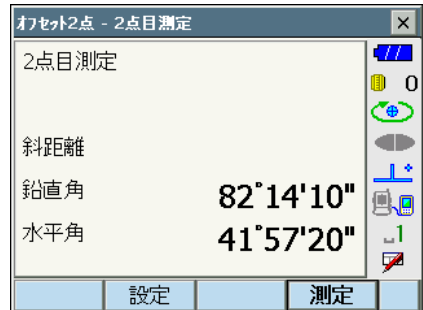 ｵﾌｾｯﾄ2点 - 2点目測定
2点目測定
0
斜距離
鉛直角 82°14'10"
水平角 41°57'20"
1
設定 測定